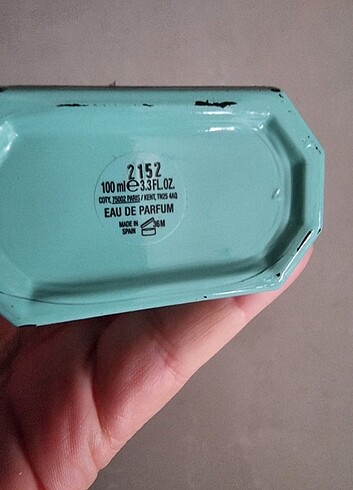 2152
100 ml e 3.3 FL.OZ.
COTY, 75002 PARIS / KENT, TN25 4AQ
EAU DE PARFUM
MADE IN
SPAIN
36M